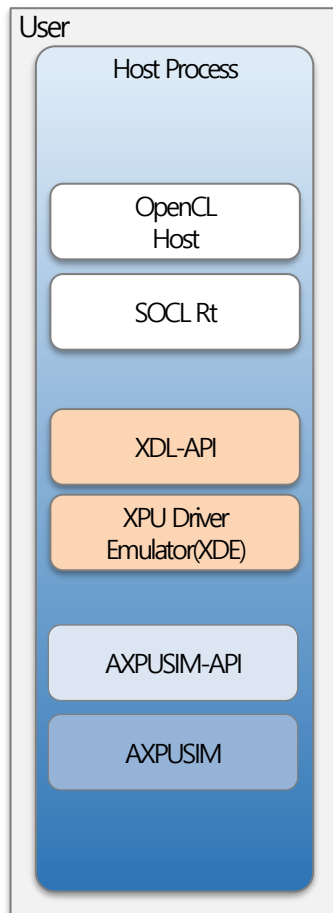 User
Host Process
OpenCL
Host
SOCL Rt
XDL-API
XPU Driver
Emulator(XDE)
AXPUSIM-API
AXPUSIM